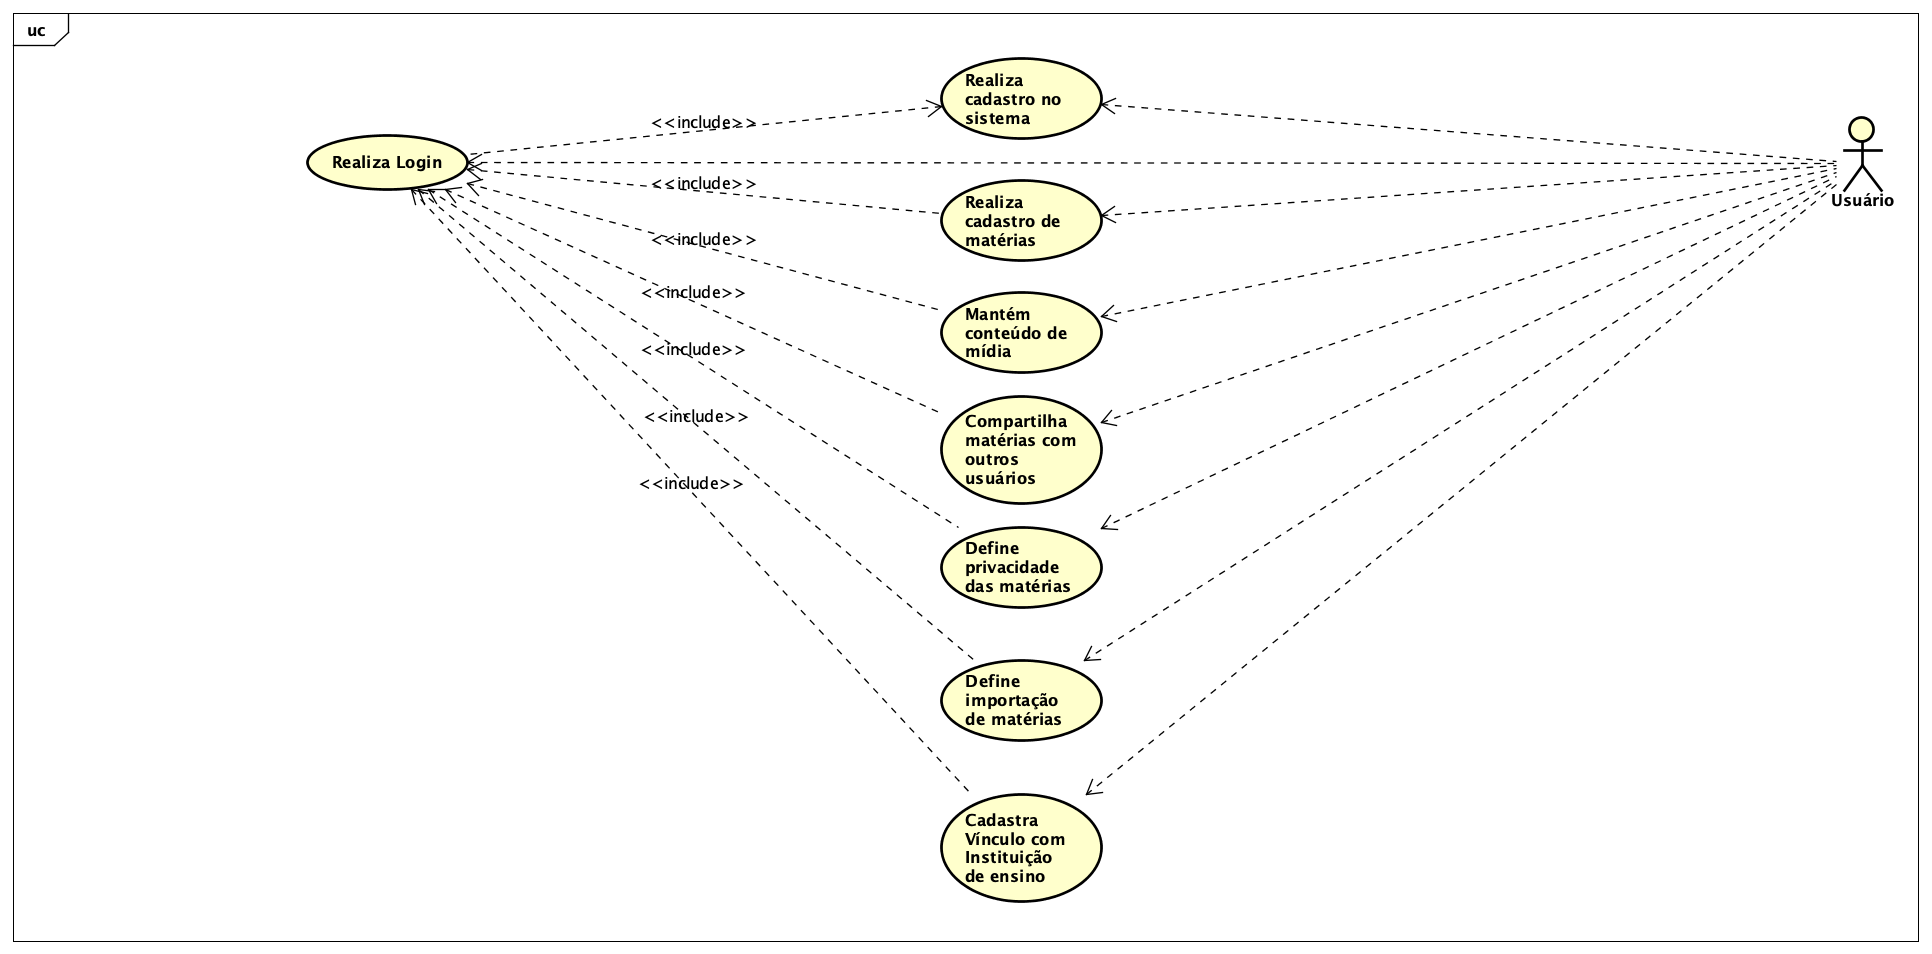 uc
Realiza
cadastro no
sistema
<<include>>
Realiza Login
<<include>>
Realiza
cadastro de
matérias
Usuário
<<include>>
<<include>>
Mantém
conteúdo de
mídia
<<include>>
Compartilha
matérias com
outros
usuários
<<include>>
<<include>>
Define
privacidade
das matérias
Define
importação
de matérias
Cadastra
Vínculo com
Instituição
de ensino